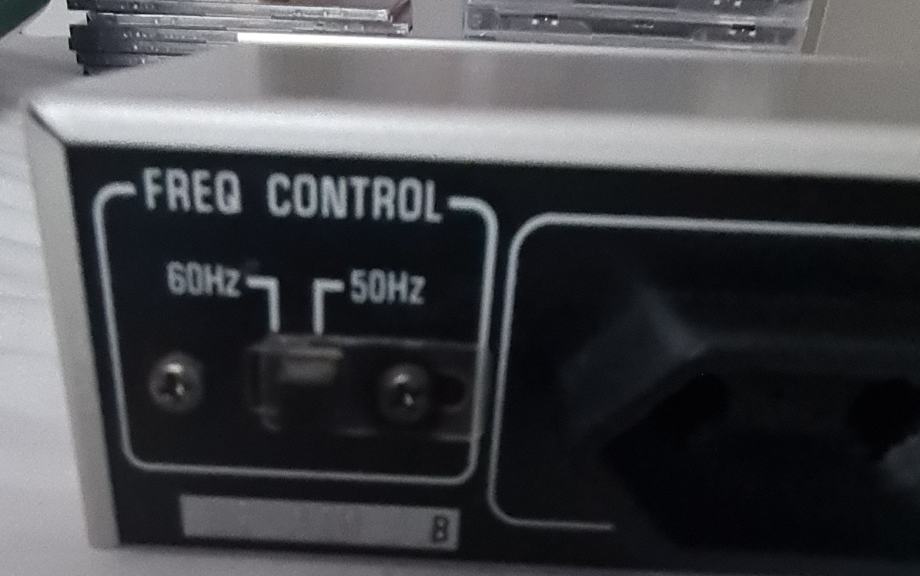 FREQ CONTROL
60Hz 50Hz
B